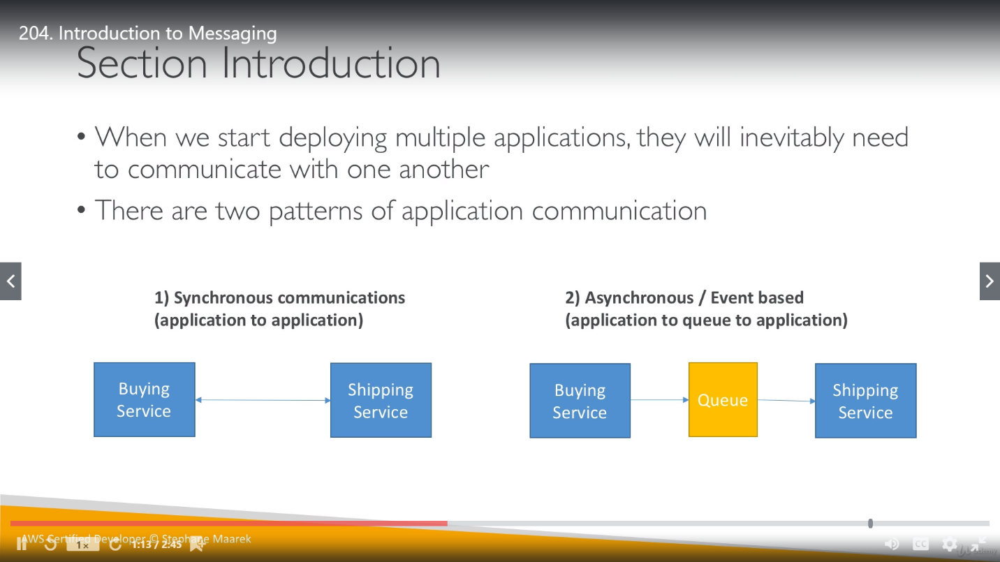 204. Introduction to Messaging
Section Introduction
• When we start deploying multiple applications, they will inevitably need
to communicate with one another
• There are two patterns of application communication
1) Synchronous communications
(application to application)
2) Asynchronous / Event based
(application to queue to application)
Buying
Service
Shipping
Service
Buying
Service
Queue
Shipping
Service
AWS Certified Developer © Stephane Maarek
1x
1:13 / 2:45
CC
Udemy